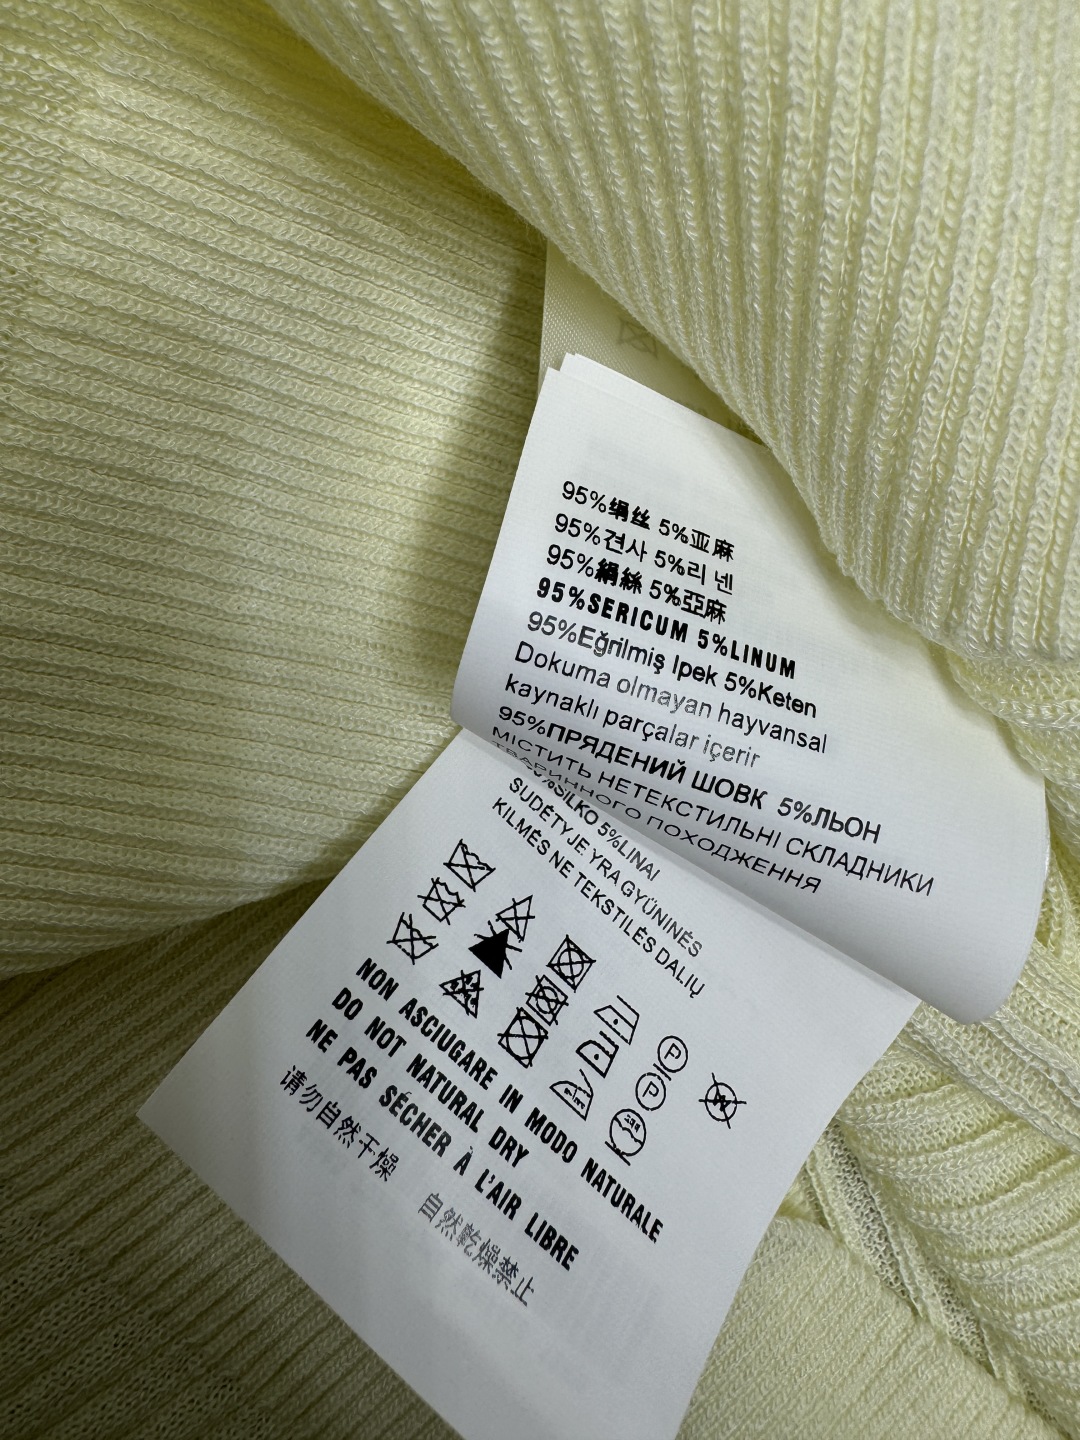 95%绢丝 5%亚麻
95%견사 5%리넨
95%絹絲 5%亞麻
95%SERICUM 5%LINUM
95%Eğrilmiş Ipek 5%Keten
Dokuma olmayan hayvansal
kaynaklı parçalar içerir
95%ПРЯДЕНИЙ ШОВК 5%ЛЬОН
МІСТИТЬ НЕТЕКСТИЛЬНІ СКЛАДНИКИ
ТВАРИННОГО ПОХОДЖЕННЯ
5%LINAI
SUDĖTYJE YRA GYŪNINĖS
KILMĖS NE TEKSTILĖS DALIŲ
P
P
NON ASCIUGARE IN MODO NATURALE
DO NOT NATURAL DRY
NE PAS SÉCHER À L'AIR LIBRE
请勿自然干燥 自然乾燥禁止